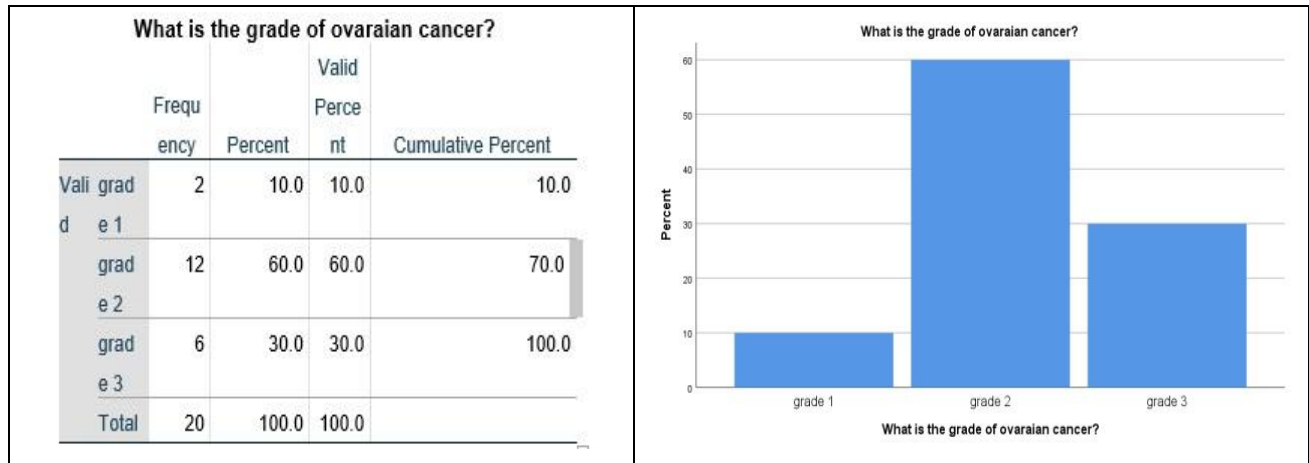 What is the grade of ovaraian cancer?
Valid
Frequ Perce
ency Percent nt Cumulative Percent
Vali grad 2 10.0 10.0 10.0
d e 1
grad 12 60.0 60.0 70.0
e 2
grad 6 30.0 30.0 100.0
e 3
Total 20 100.0 100.0
What is the grade of ovaraian cancer?
60
50
40
30
20
10
0
Percent
grade 1 grade 2 grade 3
What is the grade of ovaraian cancer?